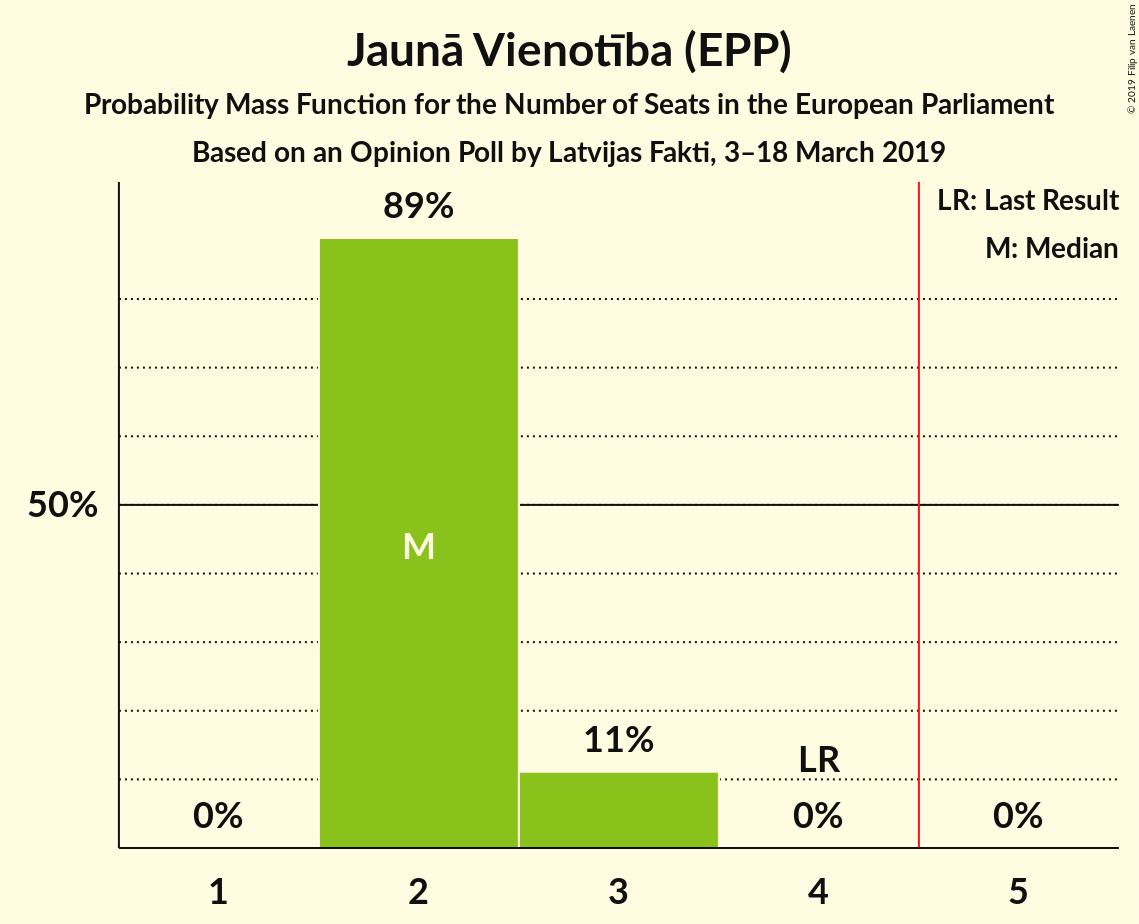 Jaunā Vienotība (EPP)
Probability Mass Function for the Number of Seats in the European Parliament
Based on an Opinion Poll by Latvijas Fakti, 3–18 March 2019
© 2019 Filip van Laenen
LR: Last Result
M: Median
89%
50%
M
11%
LR
0%
0%
0%
1
2
3
4
5